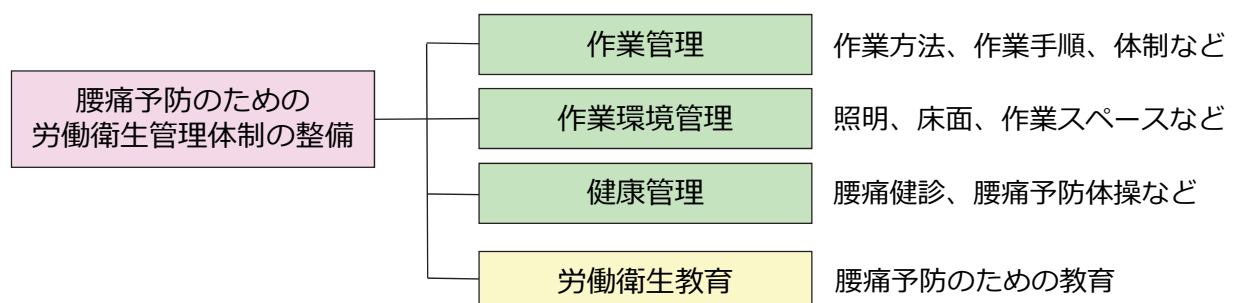 腰痛予防のための
労働衛生管理体制の整備
作業管理
作業方法、作業手順、体制など
作業環境管理
照明、床面、作業スペースなど
健康管理
腰痛健診、腰痛予防体操など
労働衛生教育
腰痛予防のための教育